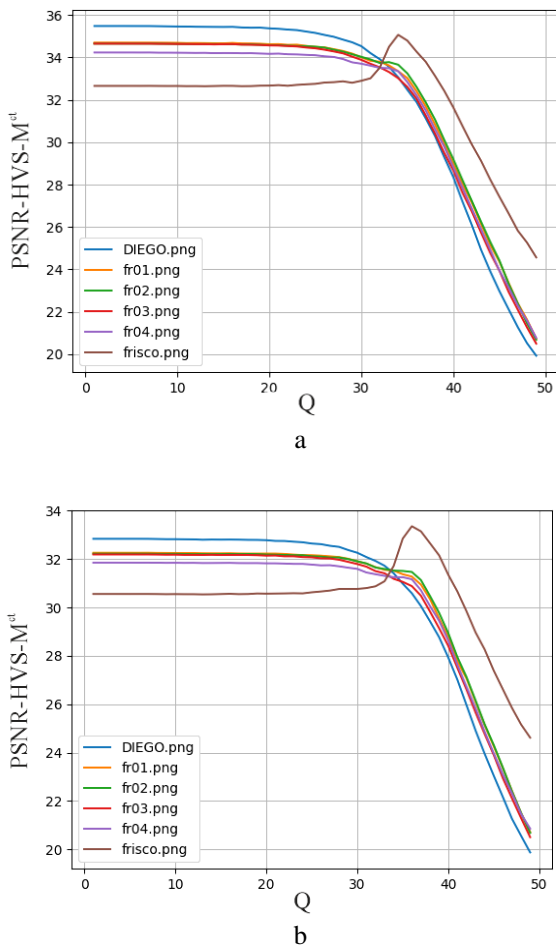 36
34
32
30
28
26
24
22
20
PSNR-HVS-M^ct
DIEGO.png
fr01.png
fr02.png
fr03.png
fr04.png
frisco.png
0 10 20 30 40 50
Q
a
34
32
30
28
26
24
22
20
PSNR-HVS-M^ct
DIEGO.png
fr01.png
fr02.png
fr03.png
fr04.png
frisco.png
0 10 20 30 40 50
Q
b